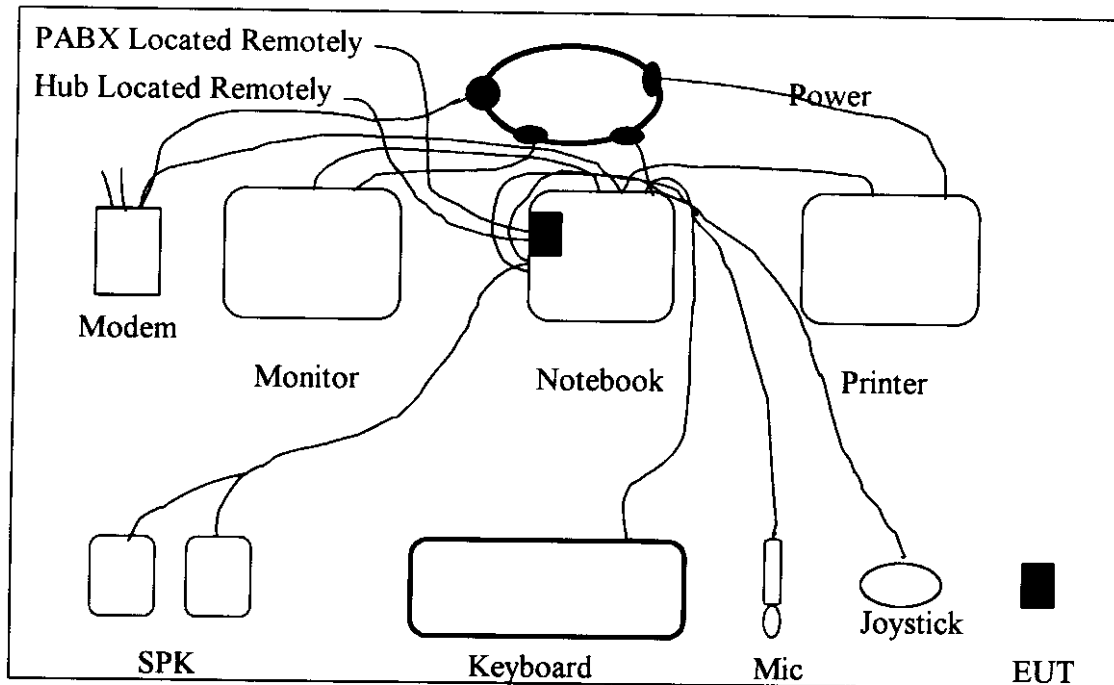 PABX Located Remotely
Hub Located Remotely
Power
Modem
Monitor
Notebook
Printer
SPK
Keyboard
Mic
Joystick
EUT